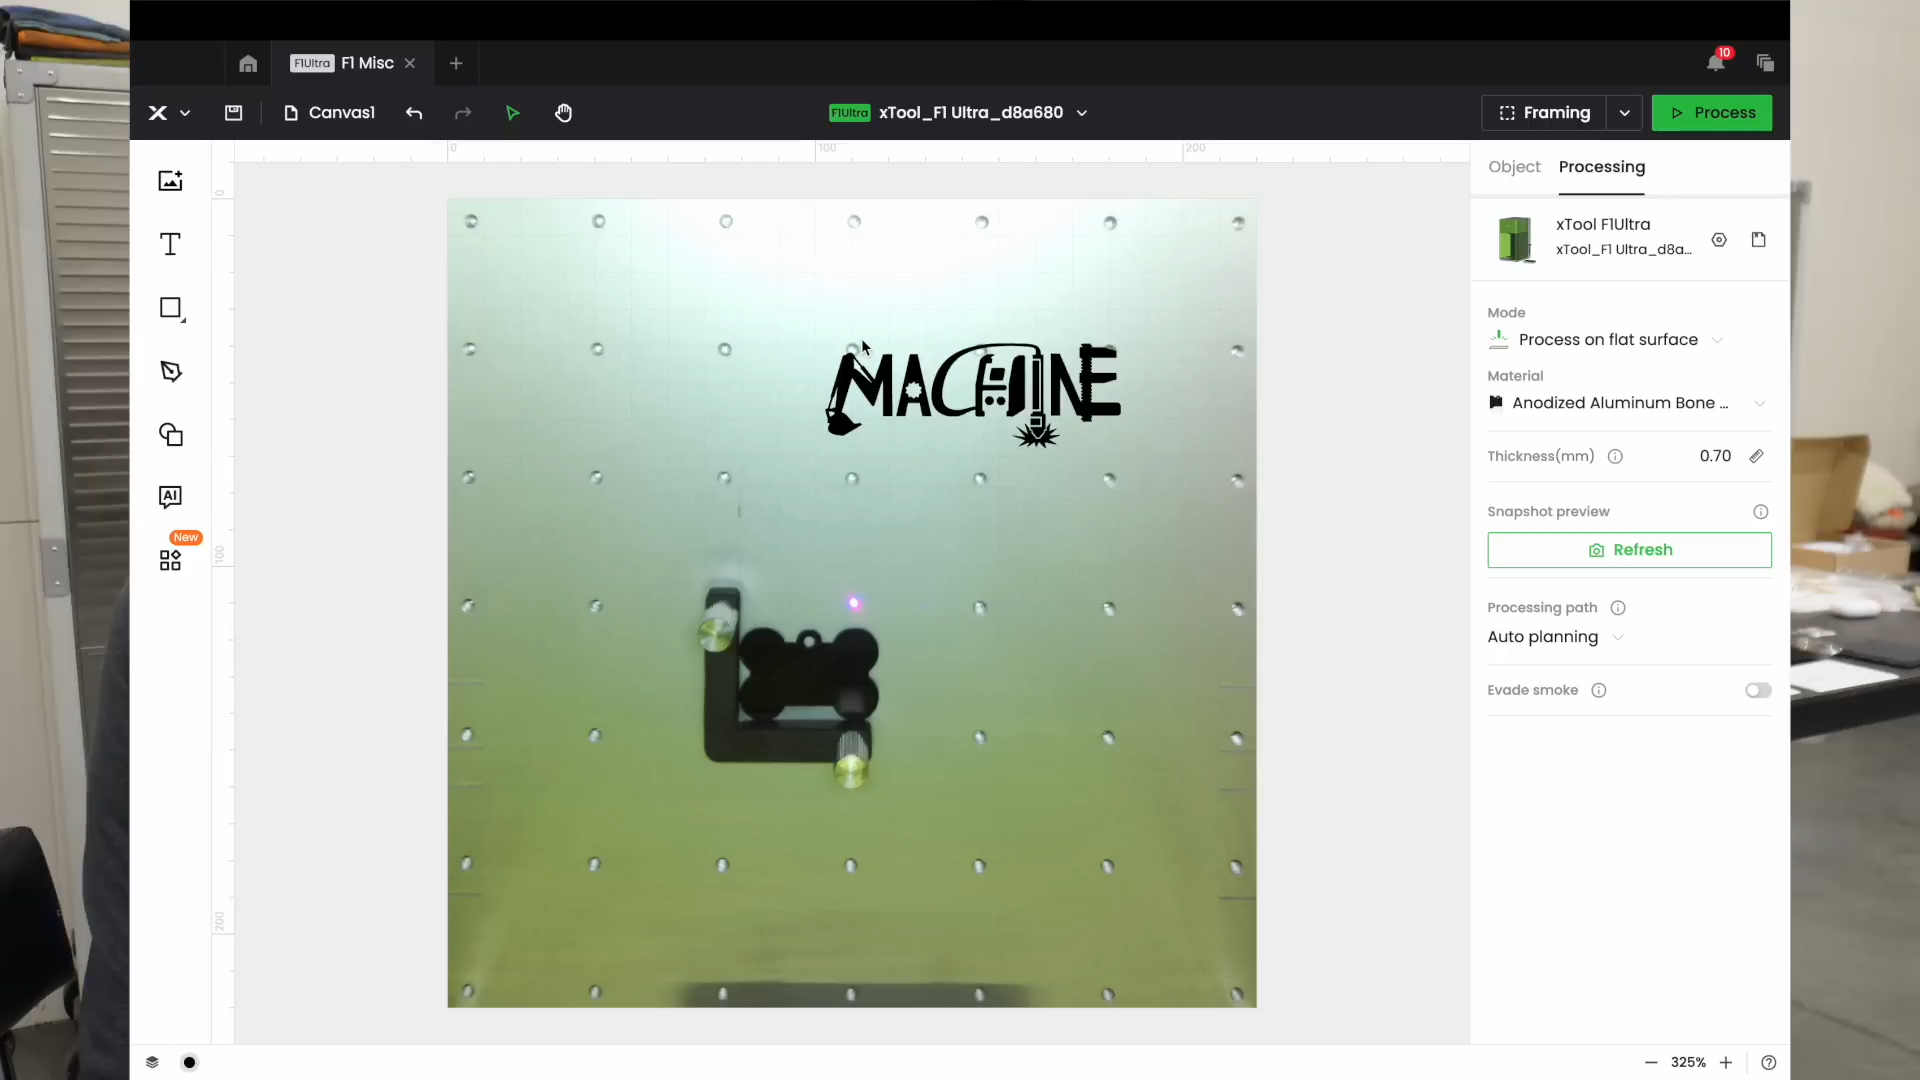 F1Ultra F1 Misc
10
Canvas1
F1Ultra xTool_F1 Ultra_d8a680
Framing
Process
0
100
200
0
100
200
MACHINE
AI
New
Object
Processing
xTool F1Ultra
xTool_F1 Ultra_d8a...
Mode
Process on flat surface
Material
Anodized Aluminum Bone ...
Thickness(mm)
0.70
Snapshot preview
Refresh
Processing path
Auto planning
Evade smoke
325%